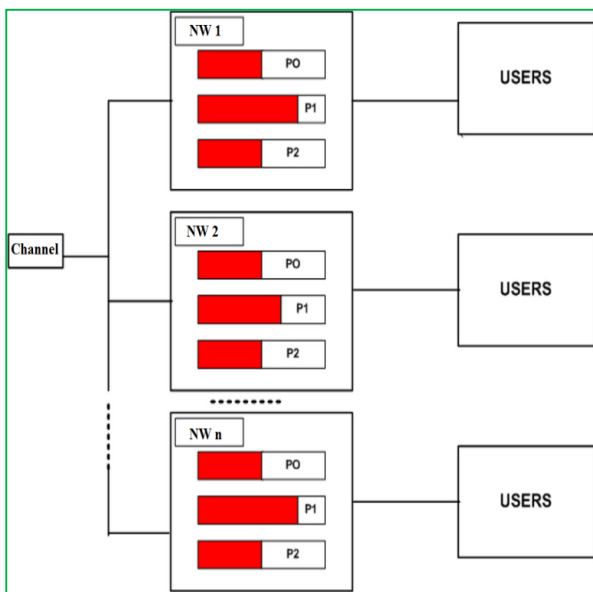 NW 1
PO
P1
P2
USERS
Channel
NW 2
PO
P1
P2
USERS
NW n
PO
P1
P2
USERS